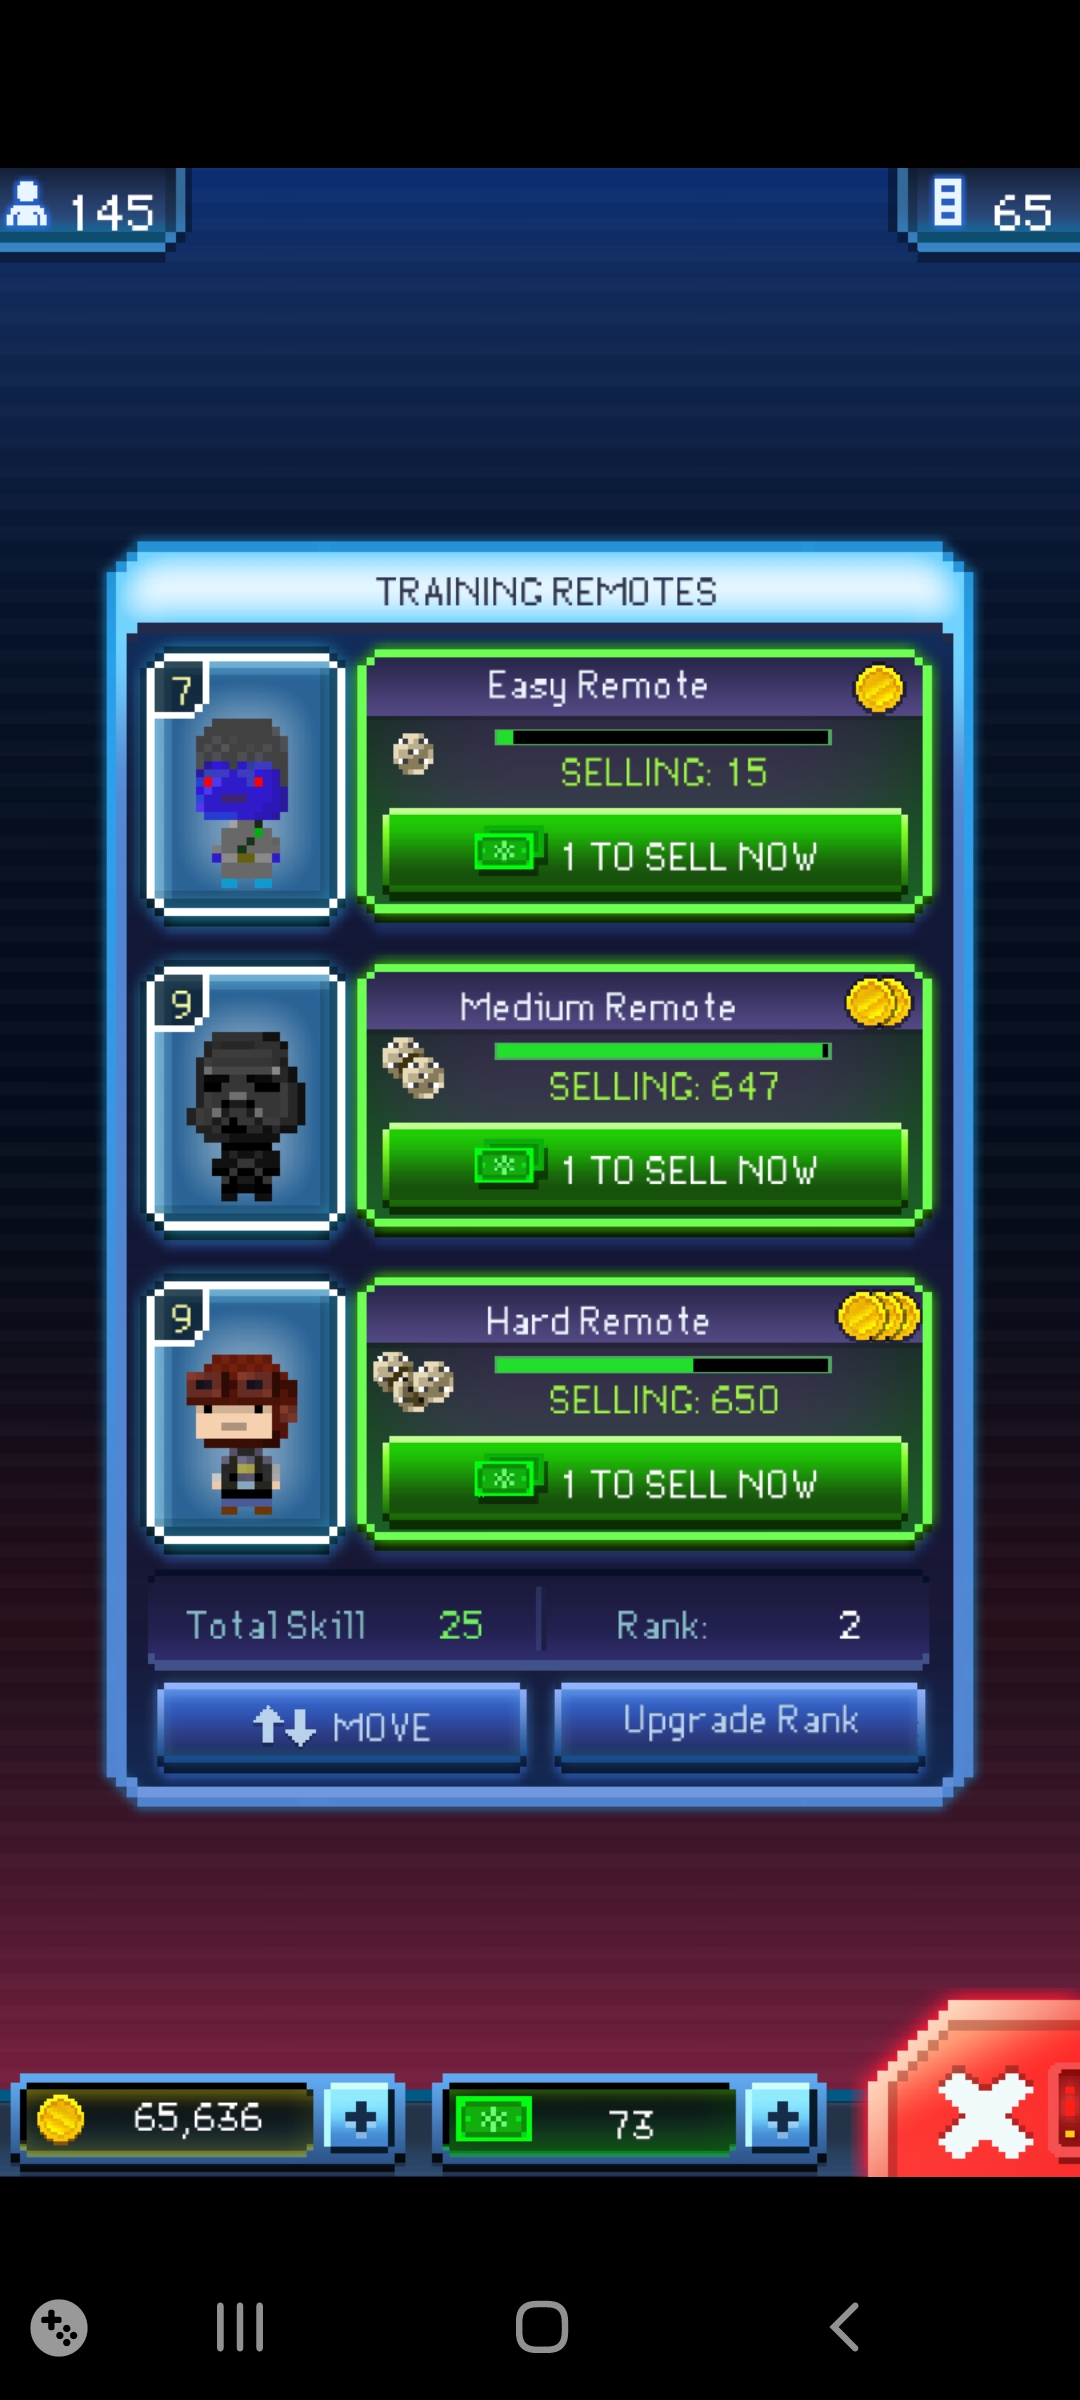 145
65
TRAINING REMOTES
7
Easy Remote
SELLING: 15
1 TO SELL NOW
9
Medium Remote
SELLING: 647
1 TO SELL NOW
9
Hard Remote
SELLING: 650
1 TO SELL NOW
Total Skill 25 Rank: 2
MOVE Upgrade Rank
65,636 73